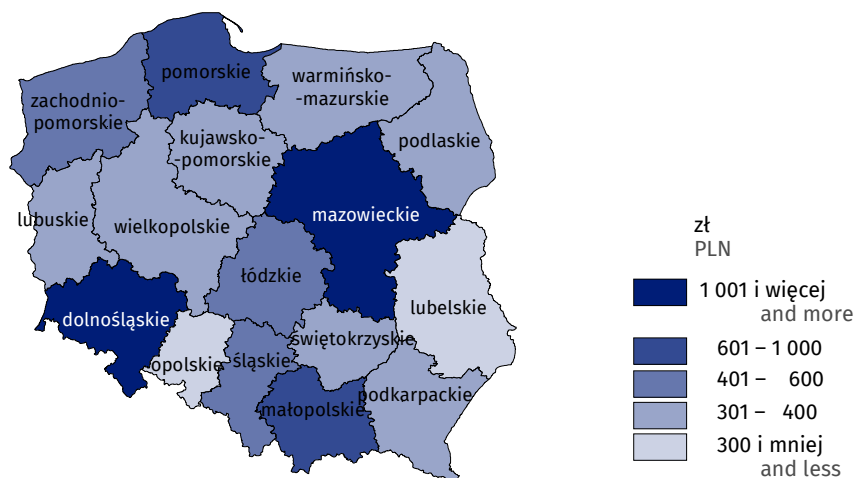 pomorskie
warmińsko-
-mazurskie
zachodnio-
pomorskie
kujawsko-
-pomorskie
podlaskie
lubuskie
wielkopolskie
mazowieckie
łódzkie
lubelskie
dolnośląskie
opolskie
śląskie
świętokrzyskie
małopolskie
podkarpackie
zł
PLN
1 001 i więcej
and more
601 – 1 000
401 – 600
301 – 400
300 i mniej
and less